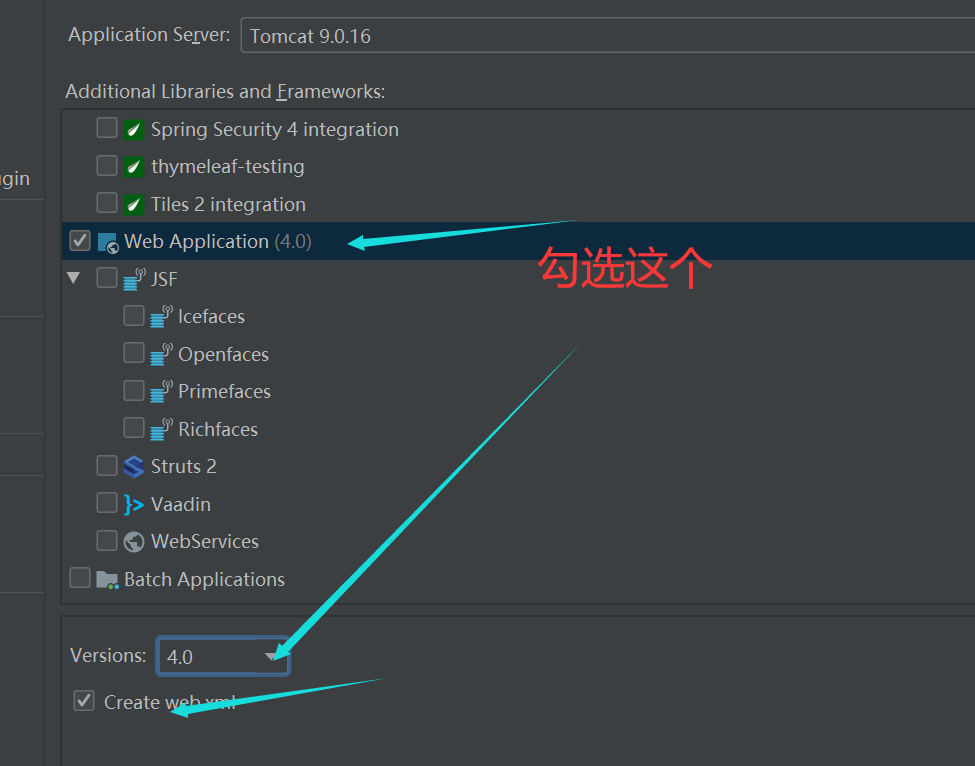 Application Server: Tomcat 9.0.16
Additional Libraries and Frameworks:
Spring Security 4 integration
thymeleaf-testing
gin
Tiles 2 integration
Web Application (4.0)
勾选这个
JSF
Icefaces
Openfaces
Primefaces
Richfaces
Struts 2
Vaadin
WebServices
Batch Applications
Versions: 4.0
Create web.xml